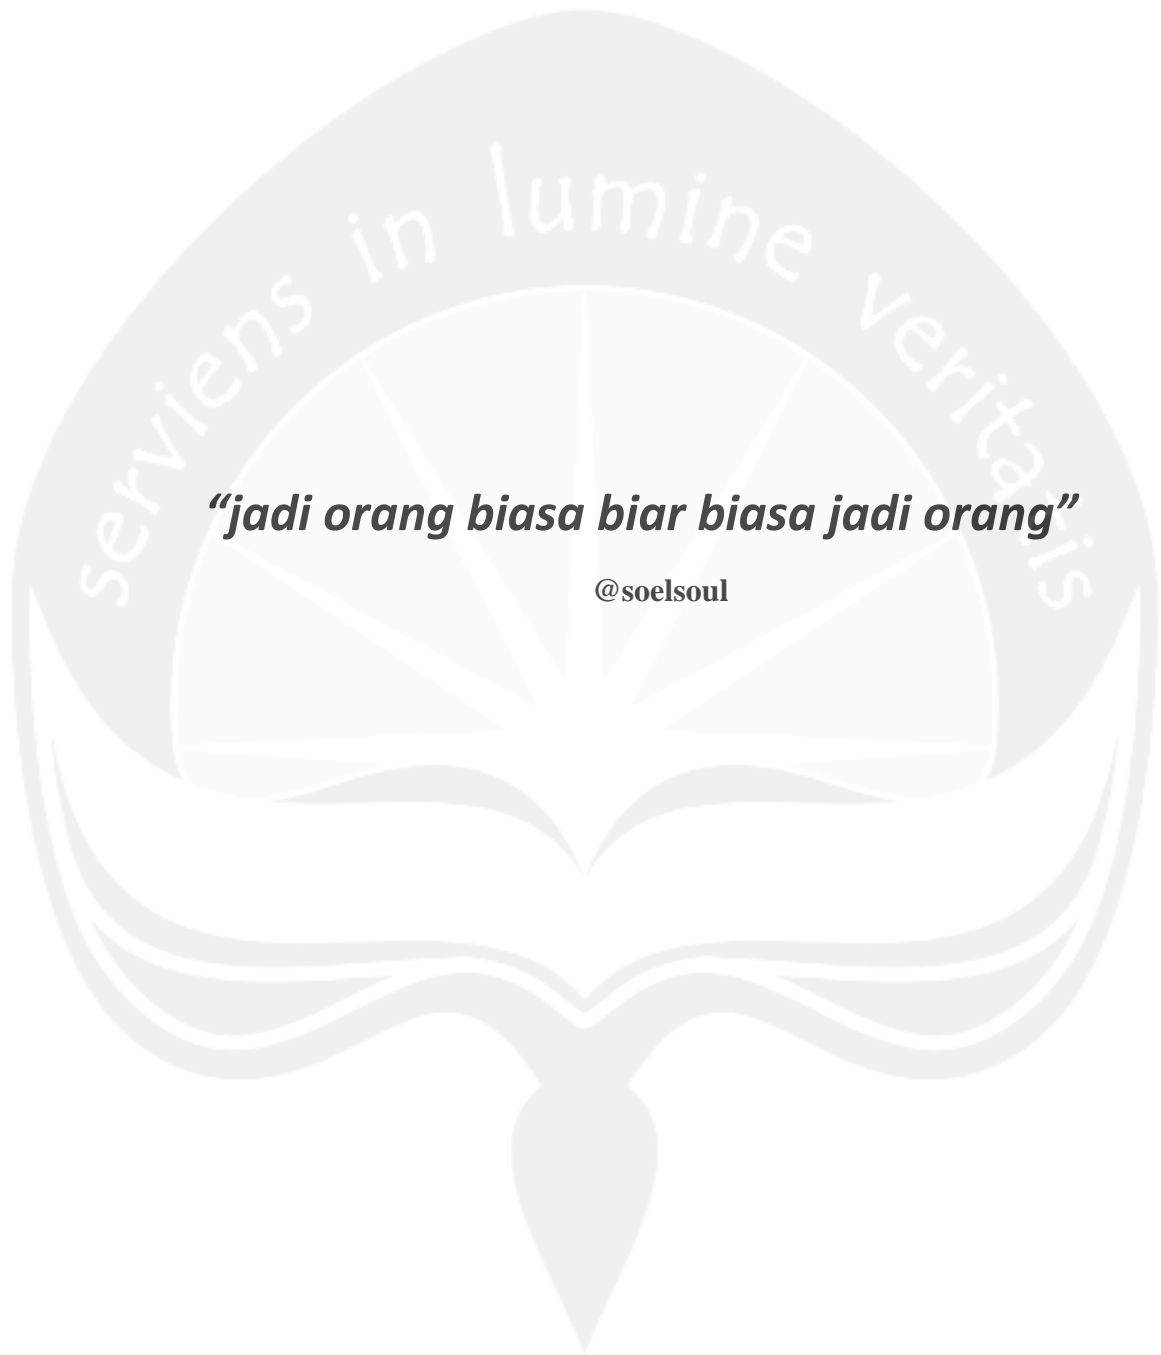 serviens in lumine veritatis
“jadi orang biasa biar biasa jadi orang”
@soelsoul